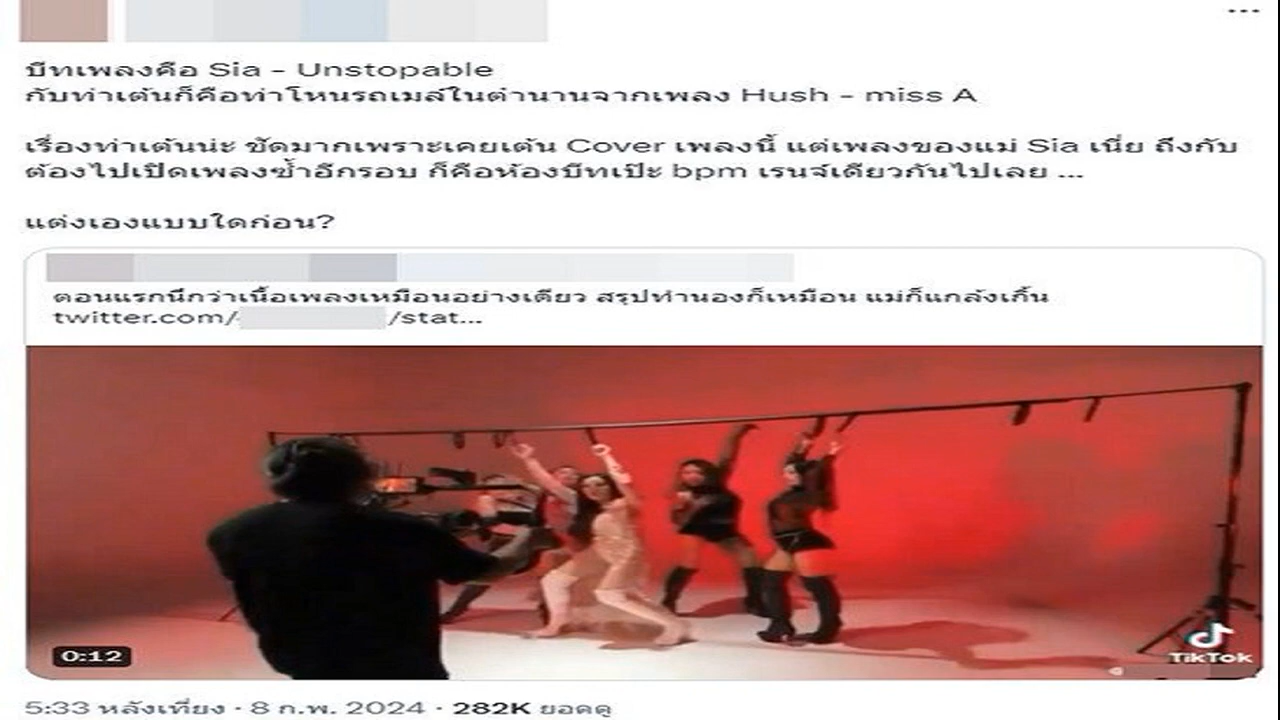 บีทเพลงคือ Sia - Unstopable
กับท่าเต้นก็คือท่าโหนรถเมล์ในตำนานจากเพลง Hush - miss A
เรื่องท่าเต้นน่ะ ชัดมากเพราะเคยเต้น Cover เพลงนี้ แต่เพลงของแม่ Sia เนี่ย ถึงกับ
ต้องไปเปิดเพลงซ้ำอีกรอบ ก็คือห้องบีทเป๊ะ bpm เรนจ์เดียวกันไปเลย ...
แต่งเองแบบใดก่อน?
ตอนแรกนึกว่าเนื้อเพลงเหมือนอย่างเดียว สรุปทำนองก็เหมือน แม่ก็แกล้งเกิ้น
twitter.com/ /stat...
0:12
TikTok
5:33 หลังเที่ยง · 8 ก.พ. 2024 · 282K ยอดดู